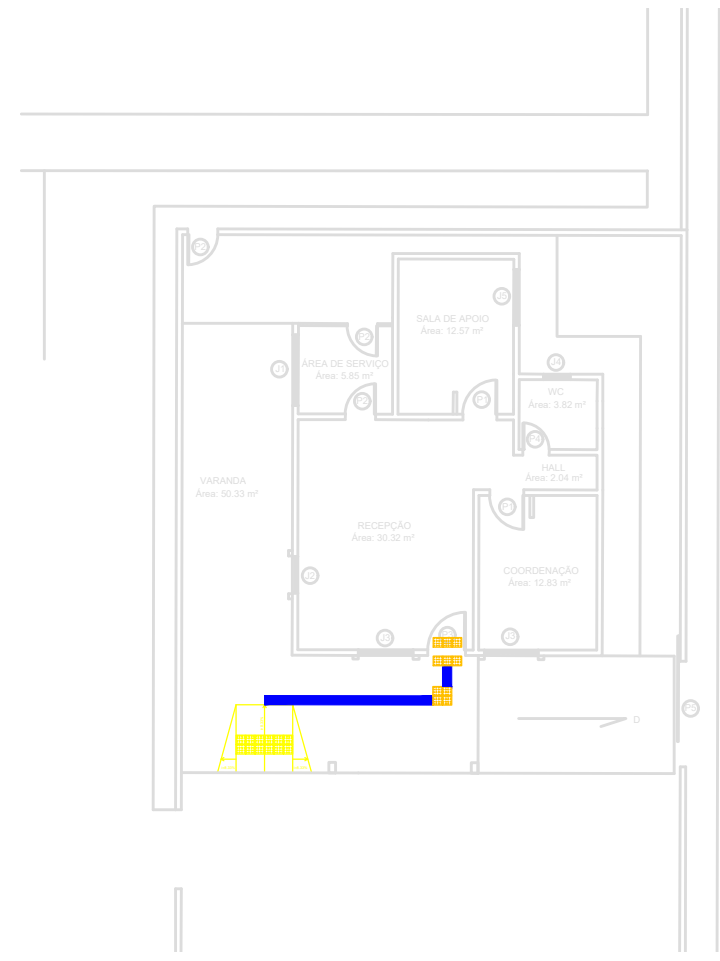 P2
J5
SALA DE APOIO
Área: 12.57 m²
P2
J1
ÁREA DE SERVIÇO
Área: 5.85 m²
J4
P2
P1
WC
Área: 3.82 m²
P4
HALL
Área: 2.04 m²
VARANDA
Área: 50.33 m²
P1
RECEPÇÃO
Área: 30.32 m²
J2
COORDENAÇÃO
Área: 12.83 m²
J3
P3
J3
P5
D